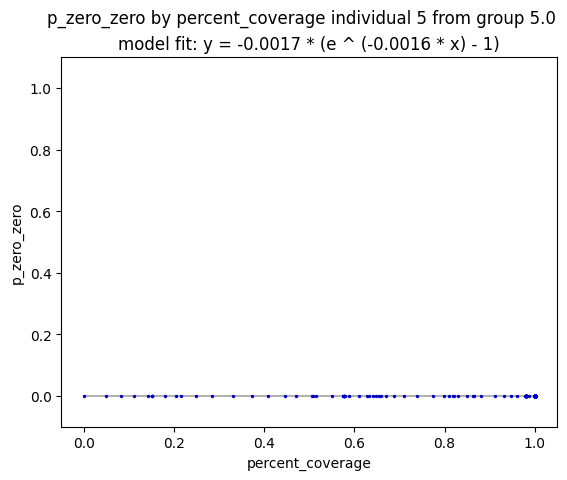 p_zero_zero by percent_coverage individual 5 from group 5.0
model fit: y = -0.0017 * (e ^ (-0.0016 * x) - 1)
1.0
0.8
0.6
0.4
0.2
0.0
p_zero_zero
0.0 0.2 0.4 0.6 0.8 1.0
percent_coverage